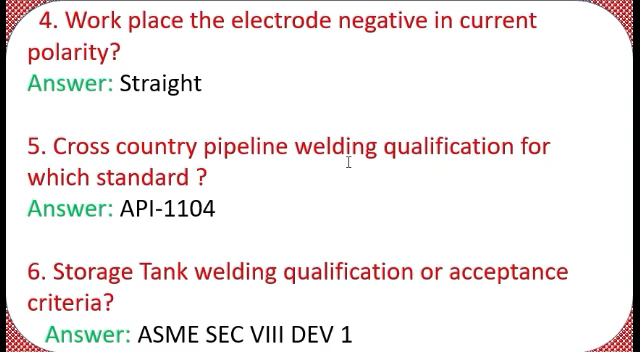 4. Work place the electrode negative in current
polarity?
Answer: Straight
5. Cross country pipeline welding qualification for
which standard ?
Answer: API-1104
6. Storage Tank welding qualification or acceptance
criteria?
Answer: ASME SEC VIII DEV 1